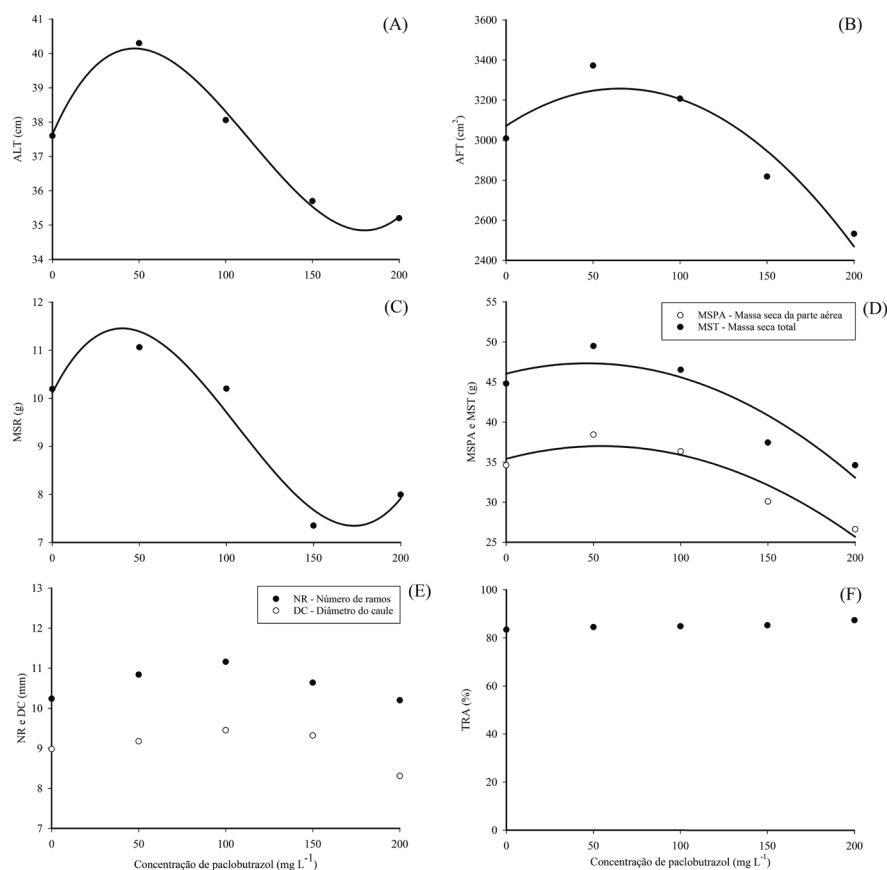 (A)
41
40
39
38
37
36
35
34
ALT (cm)
0 50 100 150 200
(B)
3600
3400
3200
3000
2800
2600
2400
AFT (cm²)
0 50 100 150 200
(C)
12
11
10
9
8
7
MSR (g)
0 50 100 150 200
(D)
MSPA - Massa seca da parte aérea
MST - Massa seca total
55
50
45
40
35
30
25
MSPA e MST (g)
0 50 100 150 200
(E)
NR - Número de ramos
DC - Diâmetro do caule
13
12
11
10
9
8
7
NR e DC (mm)
0 50 100 150 200
Concentração de paclobutrazol (mg L⁻¹)
(F)
100
80
60
40
20
0
TRA (%)
0 50 100 150 200
Concentração de paclobutrazol (mg L⁻¹)